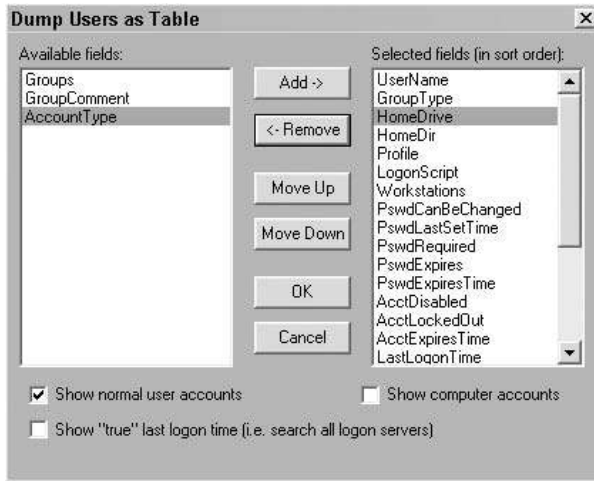 Dump Users as Table
Available fields:
Groups
GroupComment
AccountType
Add ->
<- Remove
Move Up
Move Down
OK
Cancel
Selected fields (in sort order):
UserName
GroupType
HomeDrive
HomeDir
Profile
LogonScript
Workstations
PswdCanBeChanged
PswdLastSetTime
PswdRequired
PswdExpires
PswdExpiresTime
AcctDisabled
AcctLockedOut
AcctExpiresTime
LastLogonTime
Show normal user accounts
Show computer accounts
Show "true" last logon time (i.e. search all logon servers)